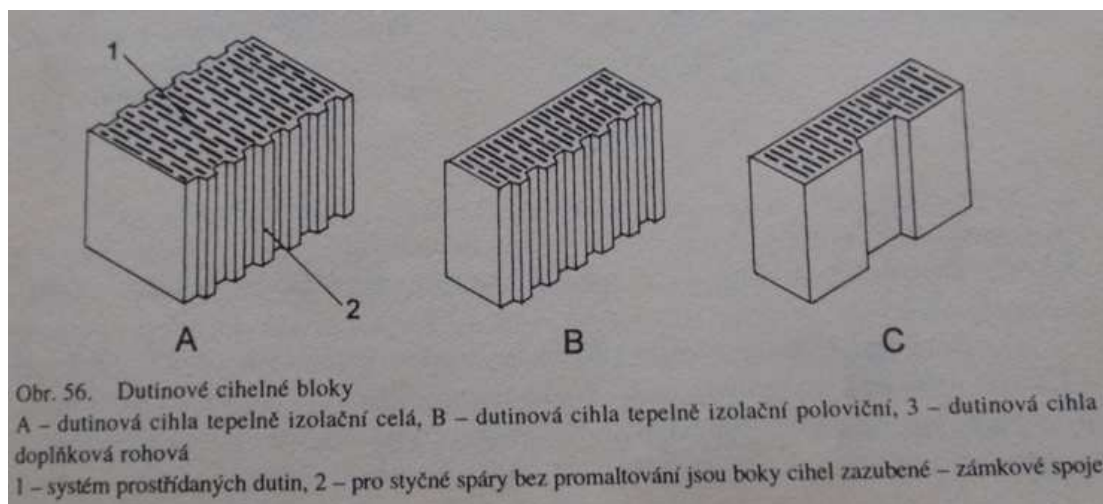 1
2
A
B
C
Obr. 56. Dutinové cihelné bloky
A – dutinová cihla tepelně izolační celá, B – dutinová cihla tepelně izolační poloviční, 3 – dutinová cihla
doplňková rohová
1 – systém prostřídaných dutin, 2 – pro styčné spáry bez promaltování jsou boky cihel zazubené – zámkové spoje